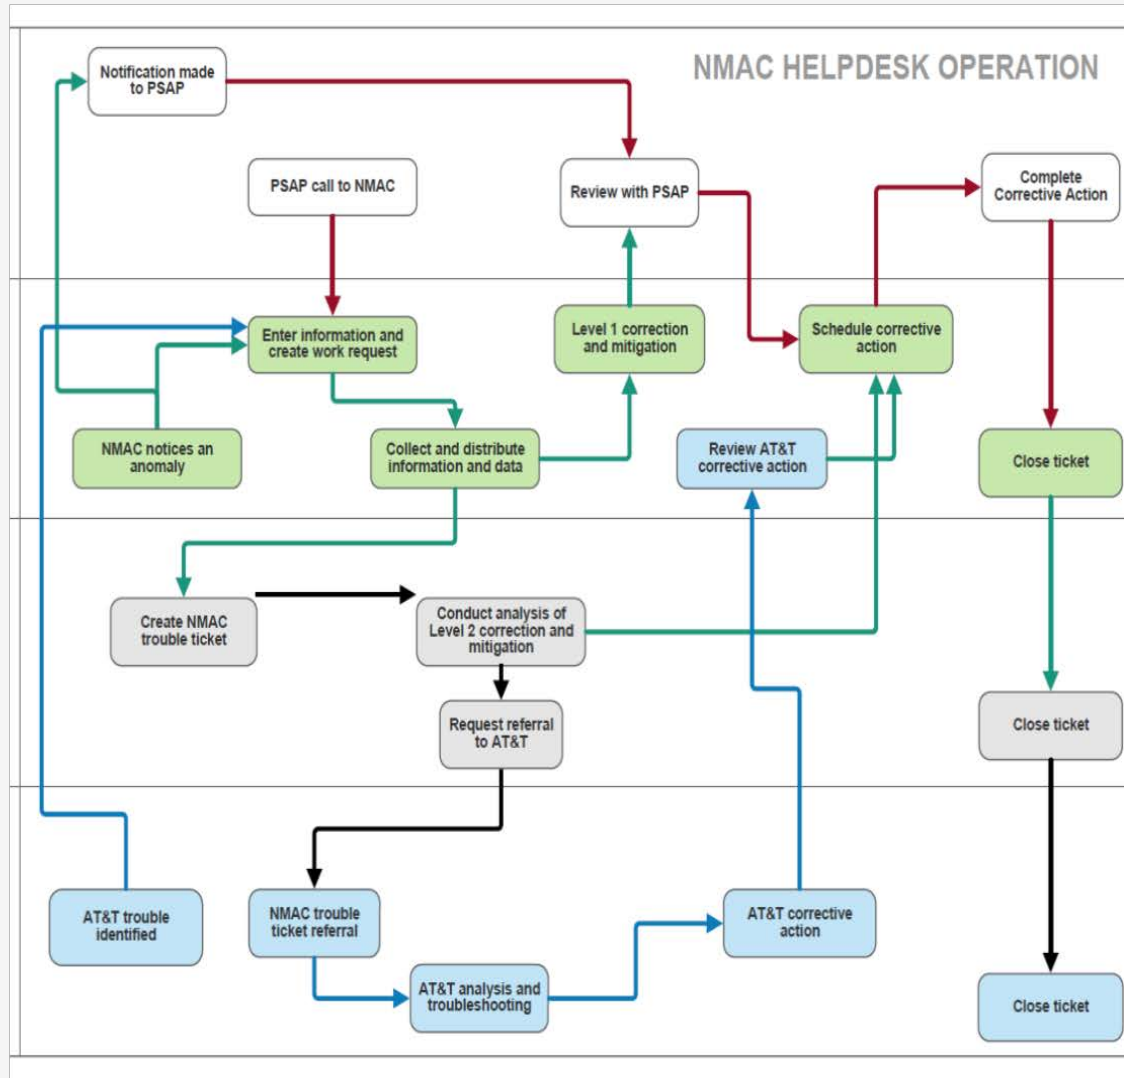 NMAC HELPDESK OPERATION
Notification made
to PSAP
PSAP call to NMAC
Review with PSAP
Complete
Corrective Action
Enter information and
create work request
Level 1 correction
and mitigation
Schedule corrective
action
NMAC notices an
anomaly
Collect and distribute
information and data
Review AT&T
corrective action
Close ticket
Create NMAC
trouble ticket
Conduct analysis of
Level 2 correction and
mitigation
Request referral
to AT&T
Close ticket
AT&T trouble
identified
NMAC trouble
ticket referral
AT&T corrective
action
AT&T analysis and
troubleshooting
Close ticket